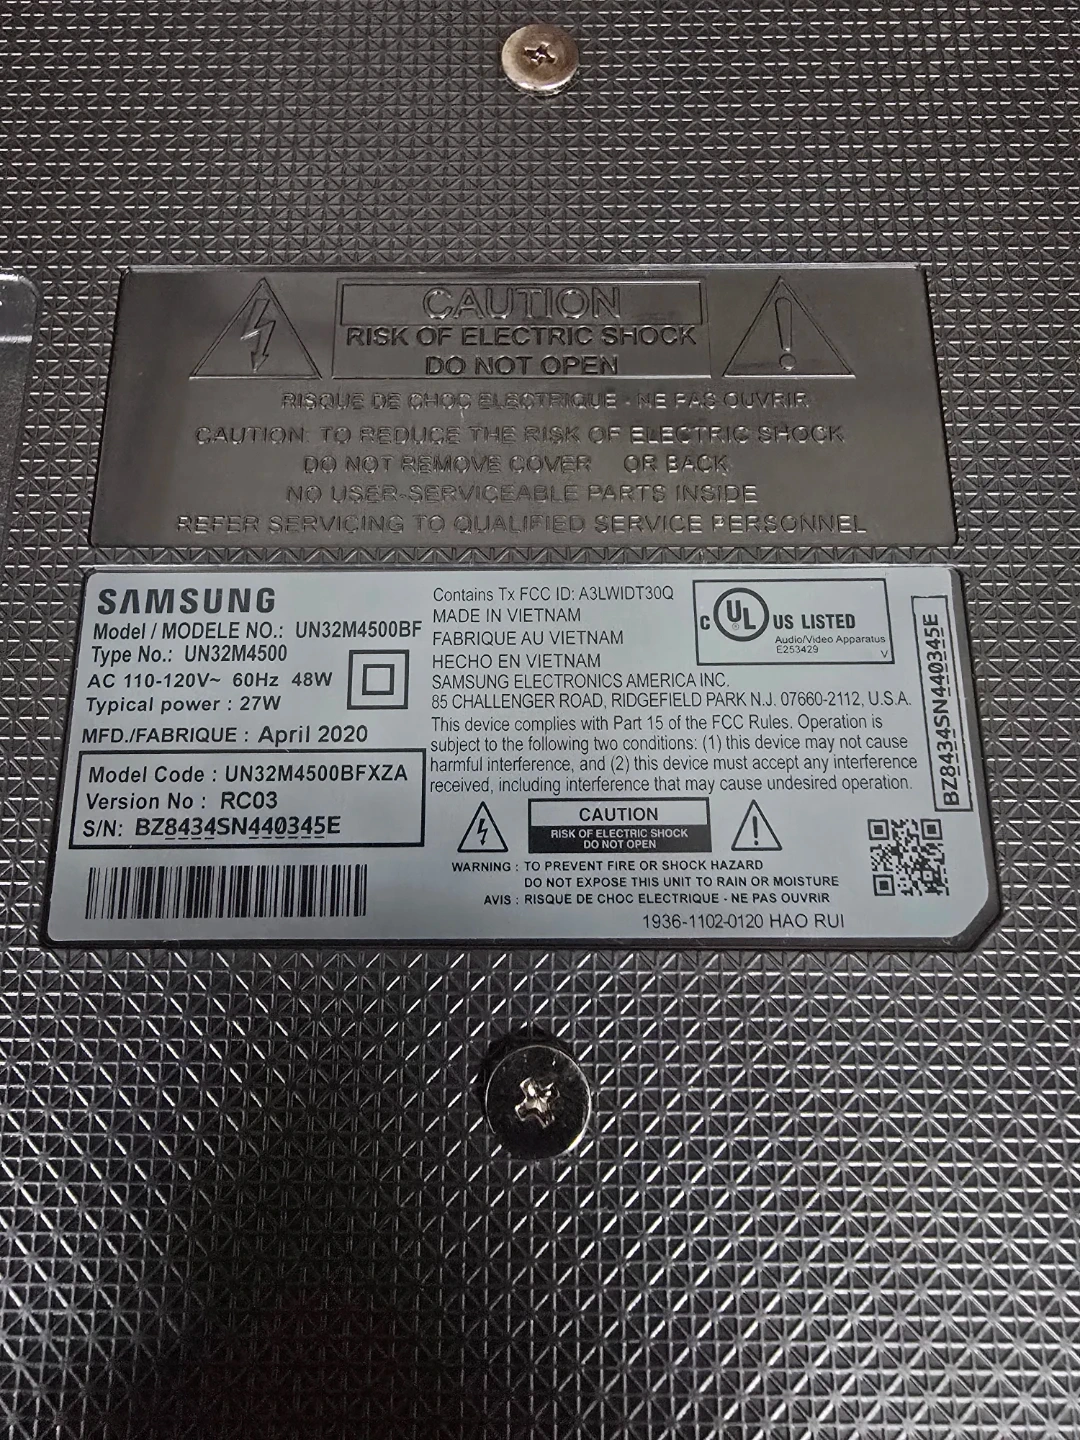 CAUTION
RISK OF ELECTRIC SHOCK
DO NOT OPEN
RISQUE DE CHOC ELECTRIQUE - NE PAS OUVRIR
CAUTION: TO REDUCE THE RISK OF ELECTRIC SHOCK
DO NOT REMOVE COVER OR BACK
NO USER-SERVICEABLE PARTS INSIDE
REFER SERVICING TO QUALIFIED SERVICE PERSONNEL
SAMSUNG
Model / MODELE NO.: UN32M4500BF
Type No.: UN32M4500
AC 110-120V~ 60Hz 48W
Typical power : 27W
MFD./FABRIQUE : April 2020
Model Code : UN32M4500BFXZA
Version No : RC03
S/N: BZ8434SN440345E
Contains Tx FCC ID: A3LWIDT30Q
MADE IN VIETNAM
FABRIQUE AU VIETNAM
HECHO EN VIETNAM
SAMSUNG ELECTRONICS AMERICA INC.
85 CHALLENGER ROAD, RIDGEFIELD PARK N.J. 07660-2112, U.S.A.
This device complies with Part 15 of the FCC Rules. Operation is
subject to the following two conditions: (1) this device may not cause
harmful interference, and (2) this device must accept any interference
received, including interference that may cause undesired operation.
C UL US LISTED
Audio/Video Apparatus
E253429
V
CAUTION
RISK OF ELECTRIC SHOCK
DO NOT OPEN
WARNING : TO PREVENT FIRE OR SHOCK HAZARD
DO NOT EXPOSE THIS UNIT TO RAIN OR MOISTURE
AVIS : RISQUE DE CHOC ELECTRIQUE - NE PAS OUVRIR
1936-1102-0120 HAO RUI
BZ8434SN440345E